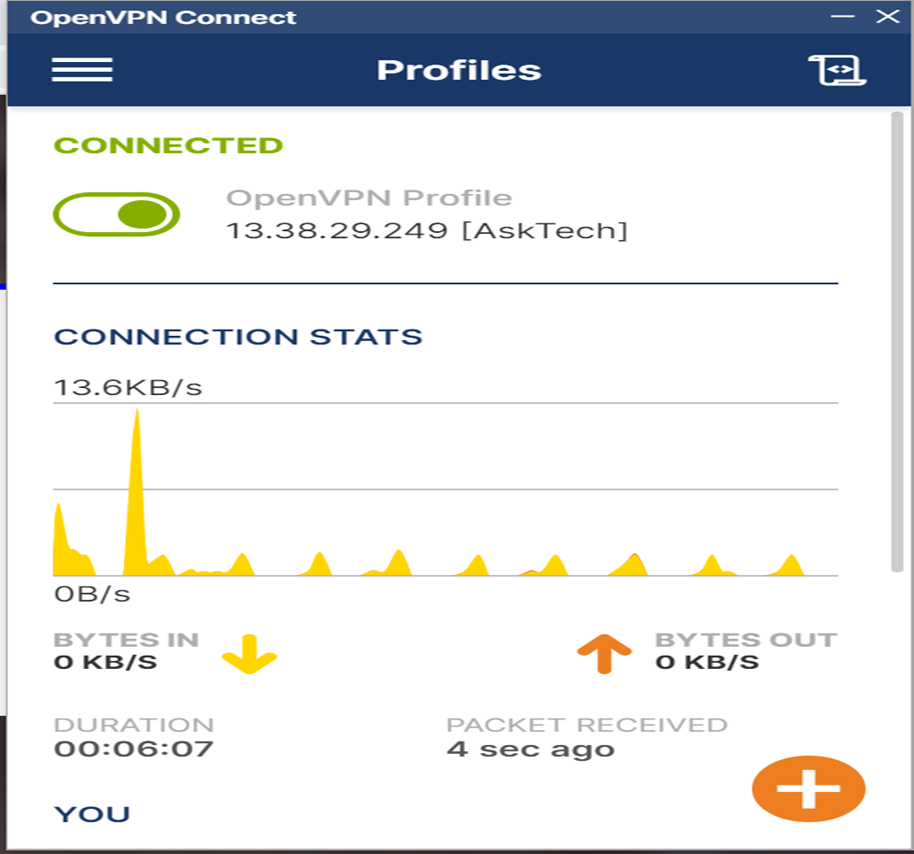 OpenVPN Connect
Profiles
CONNECTED
OpenVPN Profile
13.38.29.249 [AskTech]
CONNECTION STATS
13.6KB/s
0B/s
BYTES IN
0 KB/S
BYTES OUT
0 KB/S
DURATION
00:06:07
PACKET RECEIVED
4 sec ago
YOU